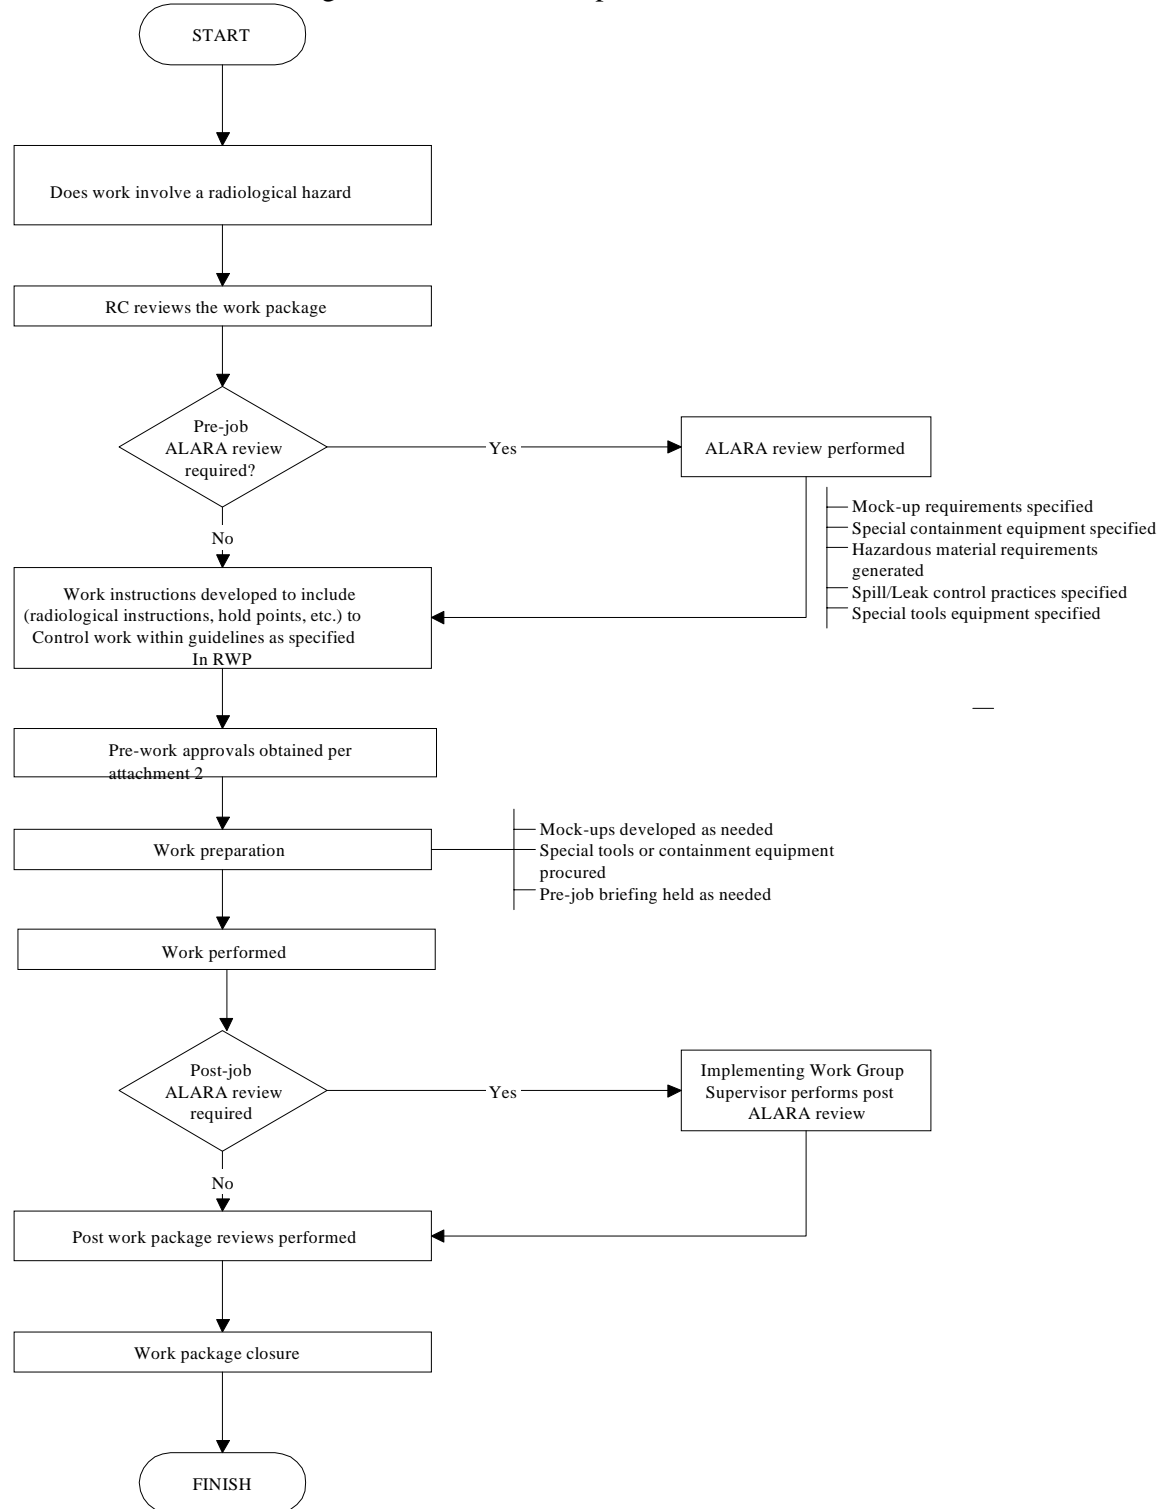 START
Does work involve a radiological hazard
RC reviews the work package
Pre-job
ALARA review
required?
Yes
ALARA review performed
Mock-up requirements specified
Special containment equipment specified
Hazardous material requirements
generated
Spill/Leak control practices specified
Special tools equipment specified
No
Work instructions developed to include
(radiological instructions, hold points, etc.) to
Control work within guidelines as specified
In RWP
Pre-work approvals obtained per
attachment 2
Work preparation
Mock-ups developed as needed
Special tools or containment equipment
procured
Pre-job briefing held as needed
Work performed
Post-job
ALARA review
required
Yes
Implementing Work Group
Supervisor performs post
ALARA review
No
Post work package reviews performed
Work package closure
FINISH